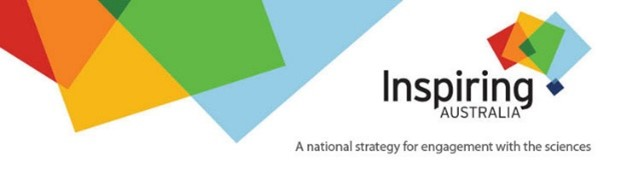 Inspiring
AUSTRALIA
A national strategy for engagement with the sciences